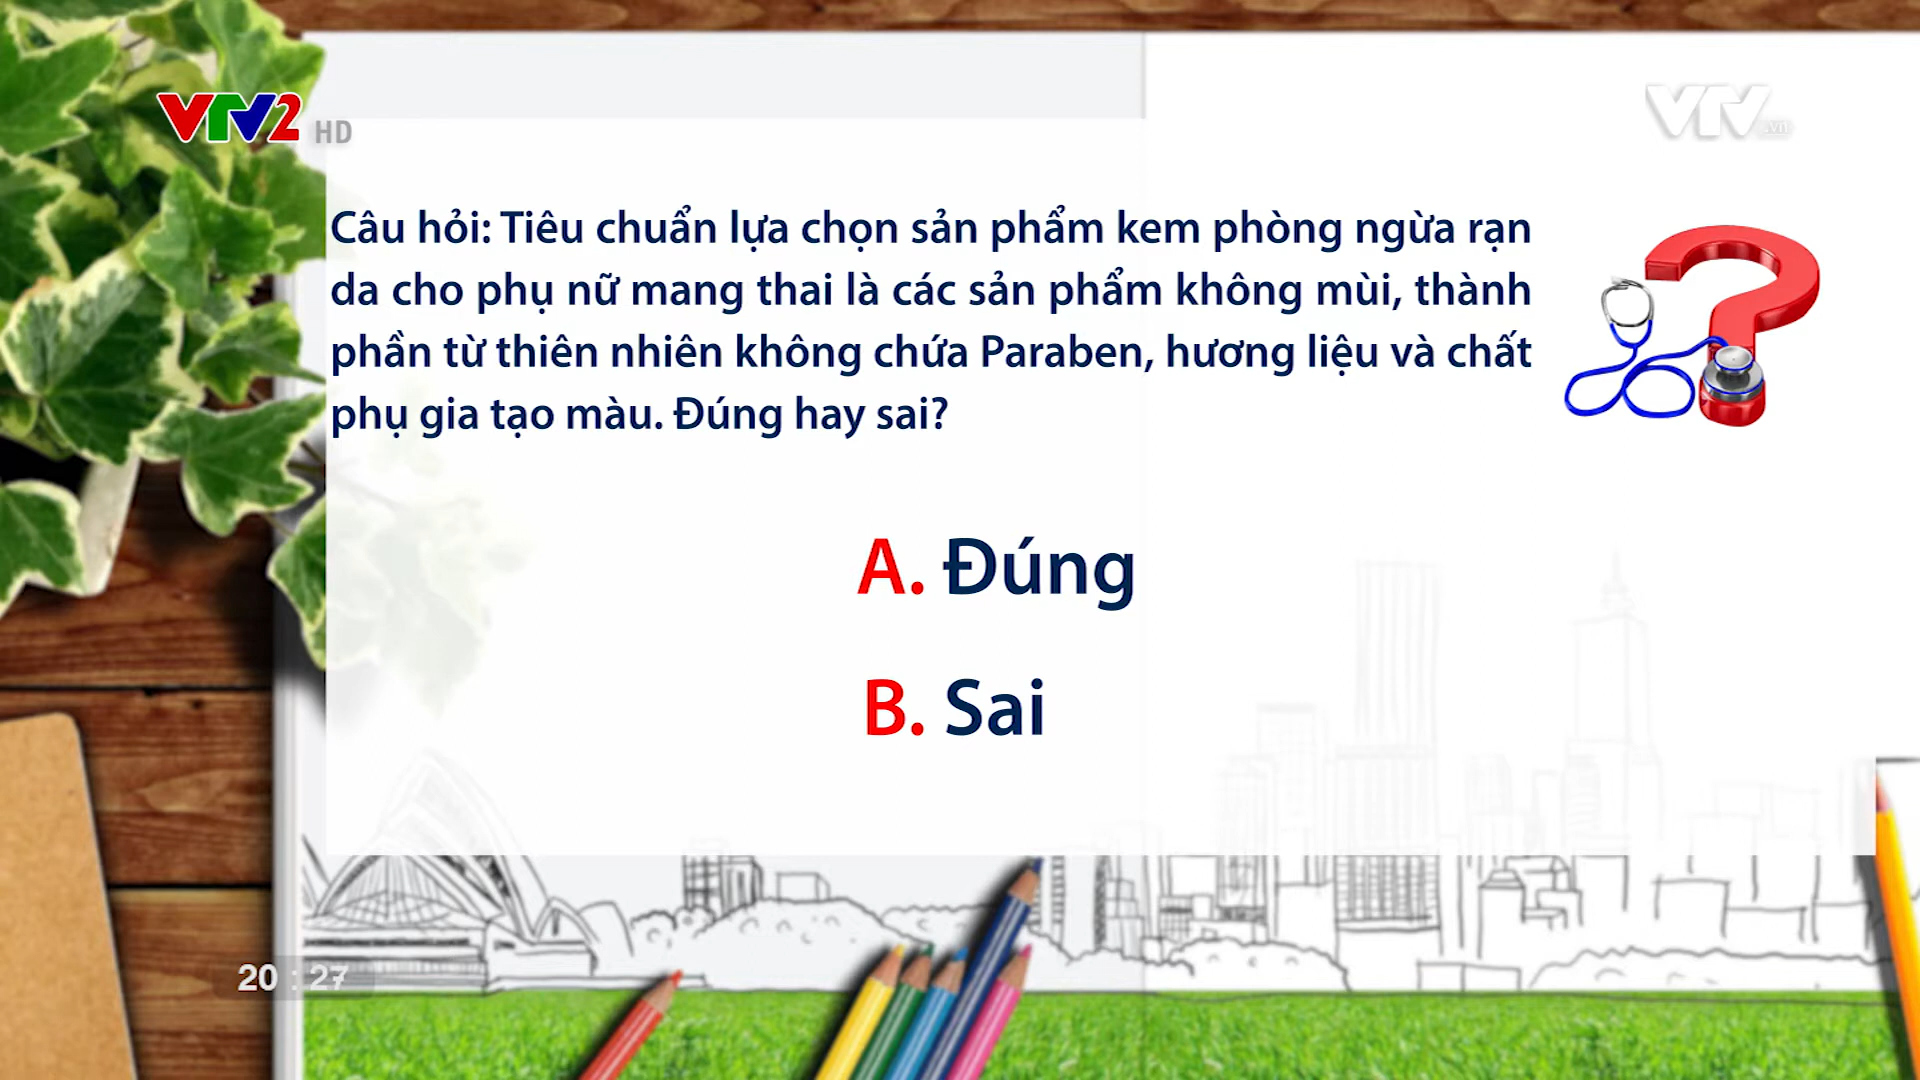 VTV2 HD
VTV.vn
Câu hỏi: Tiêu chuẩn lựa chọn sản phẩm kem phòng ngừa rạn
da cho phụ nữ mang thai là các sản phẩm không mùi, thành
phần từ thiên nhiên không chứa Paraben, hương liệu và chất
phụ gia tạo màu. Đúng hay sai?
A. Đúng
B. Sai
20 : 27